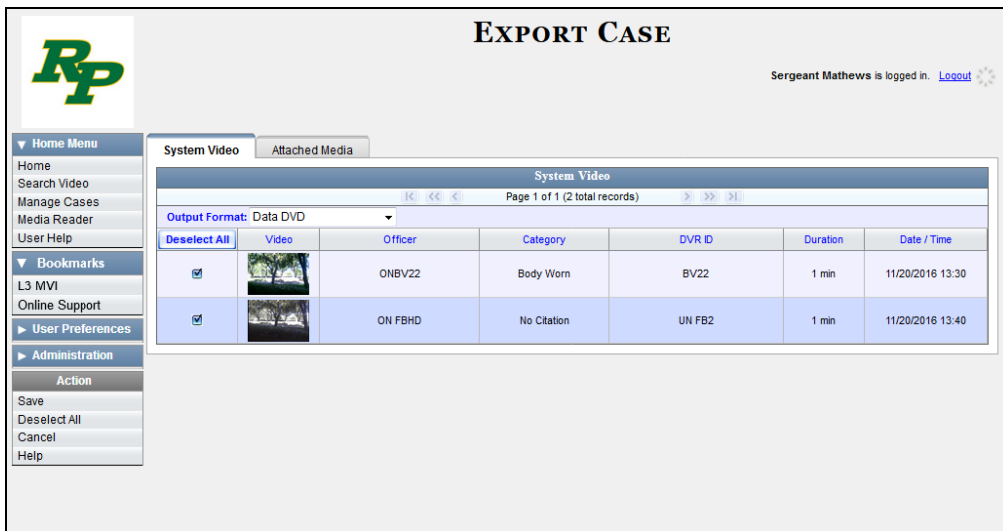 EXPORT CASE
RP
Sergeant Mathews is logged in. Logout
Home Menu
Home
Search Video
Manage Cases
Media Reader
User Help
Bookmarks
L3 MVI
Online Support
User Preferences
Administration
Action
Save
Deselect All
Cancel
Help
System Video Attached Media
System Video
Page 1 of 1 (2 total records)
Output Format: Data DVD
Deselect All Video Officer Category DVR ID Duration Date / Time
ONBV22 Body Worn BV22 1 min 11/20/2016 13:30
ON FBHD No Citation UN FB2 1 min 11/20/2016 13:40